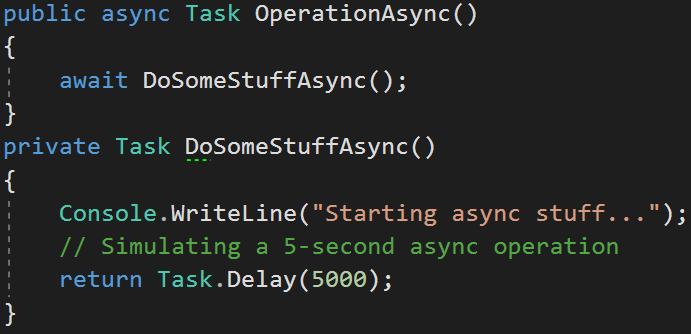 public async Task OperationAsync()
{
    await DoSomeStuffAsync();
}
private Task DoSomeStuffAsync()
{
    Console.WriteLine("Starting async stuff...");
    // Simulating a 5-second async operation
    return Task.Delay(5000);
}